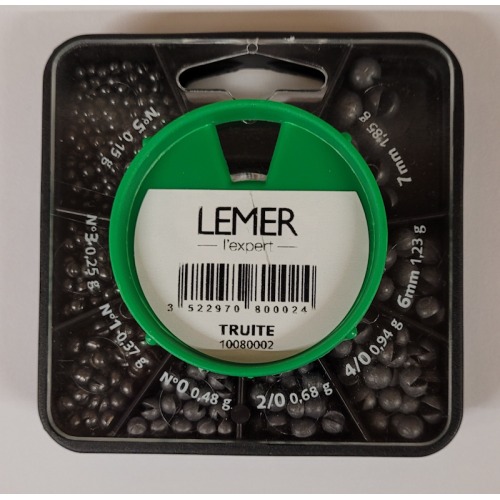 LEMER
l'expert
3 522970 800024
TRUITE
10080002
N°5 0,15 g
N°3 0,25 g
N°1 0,37 g
N°0 0,48 g
2/0 0,68 g
4/0 0,94 g
6mm 1,23 g
7mm 1,85 g